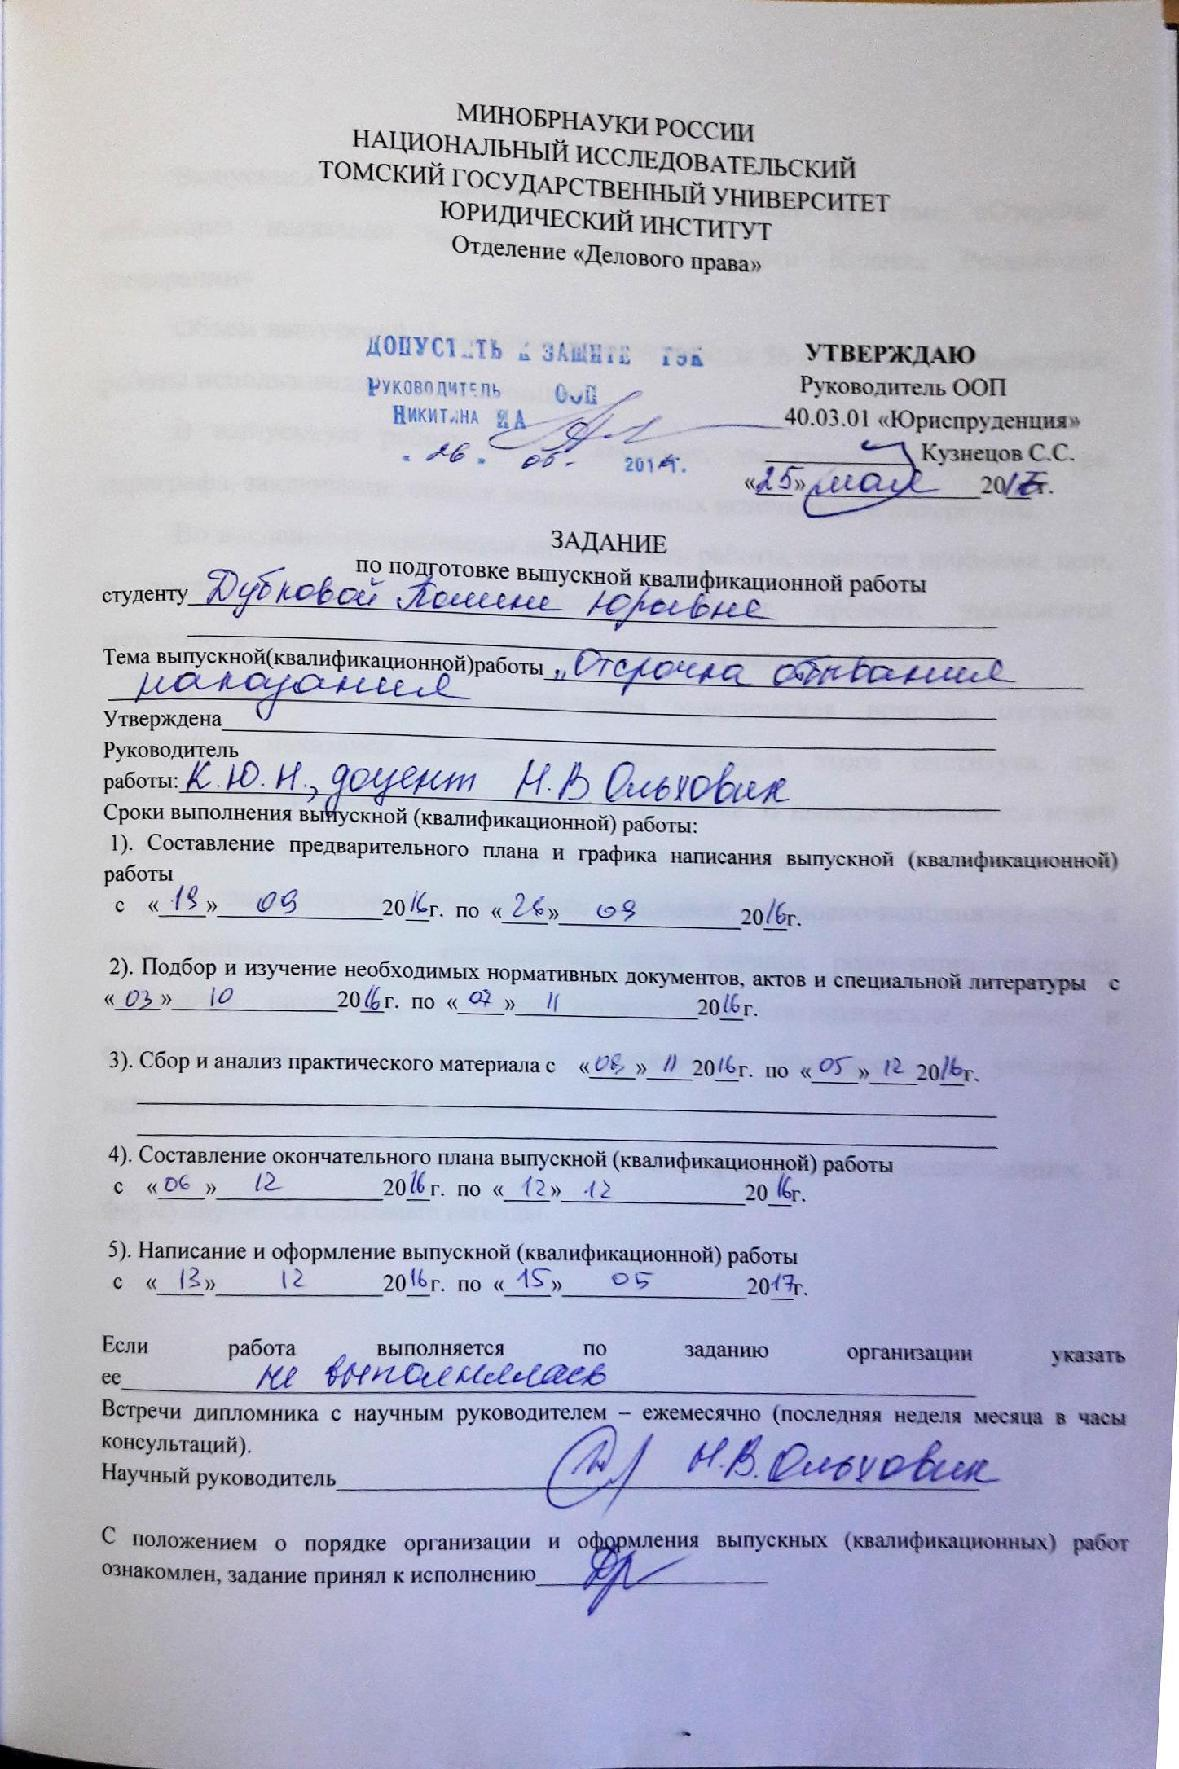 МИНОБРНАУКИ РОССИИ
НАЦИОНАЛЬНЫЙ ИССЛЕДОВАТЕЛЬСКИЙ
ТОМСКИЙ ГОСУДАРСТВЕННЫЙ УНИВЕРСИТЕТ
ЮРИДИЧЕСКИЙ ИНСТИТУТ
Отделение «Делового права»
ДОПУСТИТЬ К ЗАЩИТЕ ГЭК
РУКОВОДИТЕЛЬ ООП
НИКИТИНА
«26» 05. 201 г.
УТВЕРЖДАЮ
Руководитель ООП
40.03.01 «Юриспруденция»
Кузнецов С.С.
«25» мая 201 г.
ЗАДАНИЕ
по подготовке выпускной квалификационной работы
студенту Дубковой Полине Юрьевне
Тема выпускной(квалификационной)работы „Отсрочка отбывания
наказания
Утверждена
Руководитель
работы: К.Ю.Н., доцент Н.В Ольховик
Сроки выполнения выпускной (квалификационной) работы:
1). Составление предварительного плана и графика написания выпускной (квалификационной)
работы
с «19» 09 2016г. по «26» 09 2016г.
2). Подбор и изучение необходимых нормативных документов, актов и специальной литературы с
«03» 10 2016г. по «07» 11 2016г.
3). Сбор и анализ практического материала с «08» 11 2016г. по «05» 12 2016г.
4). Составление окончательного плана выпускной (квалификационной) работы
с «06» 12 2016г. по «12» 12 2016г.
5). Написание и оформление выпускной (квалификационной) работы
с «13» 12 2016г. по «15» 05 2017г.
Если работа выполняется по заданию организации указать
ее не выполнялась
Встречи дипломника с научным руководителем – ежемесячно (последняя неделя месяца в часы
консультаций).
Научный руководитель Н.В.Ольховик
С положением о порядке организации и оформления выпускных (квалификационных) работ
ознакомлен, задание принял к исполнению